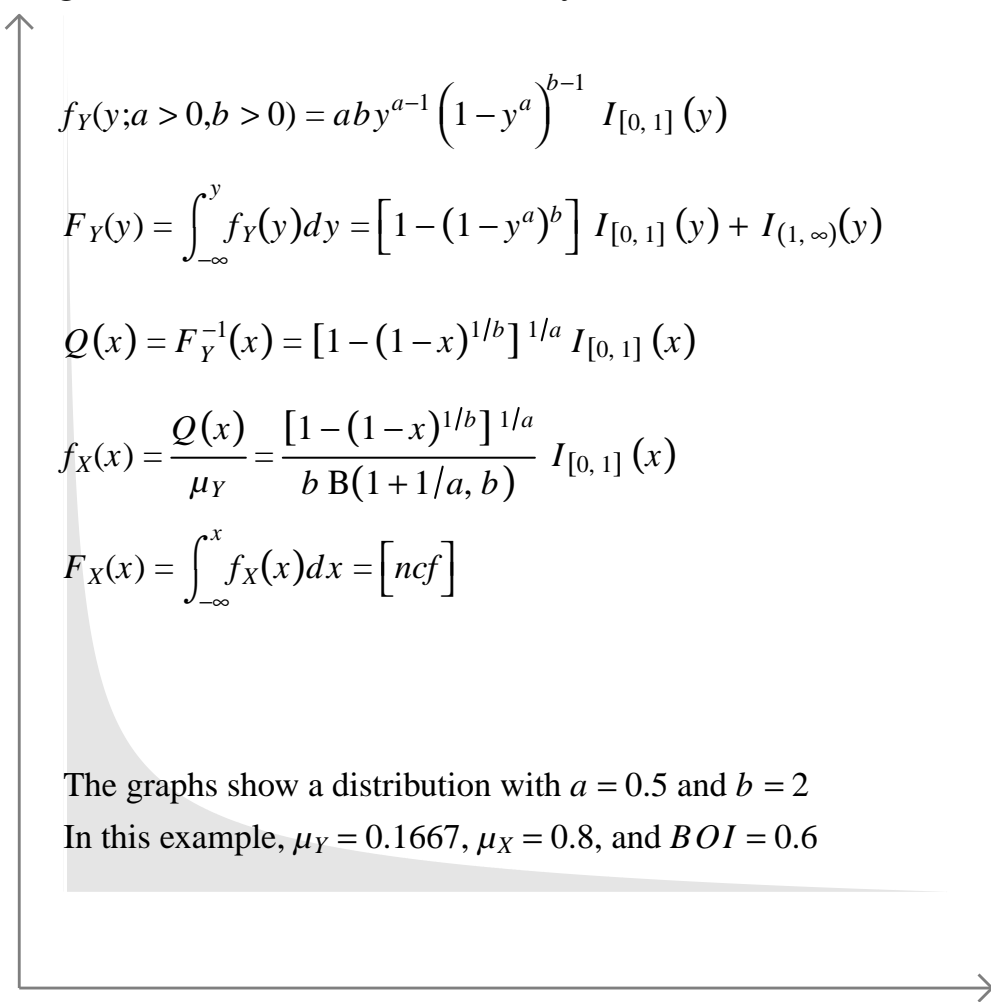 f_Y(y;a > 0,b > 0) = aby^{a−1} (1 − y^a)^{b−1} I_{[0, 1]} (y)
F_Y(y) = ∫_{−∞}^{y} f_Y(y)dy = [1 − (1 − y^a)^b] I_{[0, 1]} (y) + I_{(1, ∞)}(y)
Q(x) = F_Y^{−1}(x) = [1 − (1 − x)^{1/b}]^{1/a} I_{[0, 1]} (x)
f_X(x) = \frac{Q(x)}{μ_Y} = \frac{[1 − (1 − x)^{1/b}]^{1/a}}{b B(1 + 1/a, b)} I_{[0, 1]} (x)
F_X(x) = ∫_{−∞}^{x} f_X(x)dx = [ncf]
The graphs show a distribution with a = 0.5 and b = 2
In this example, μ_Y = 0.1667, μ_X = 0.8, and BOI = 0.6